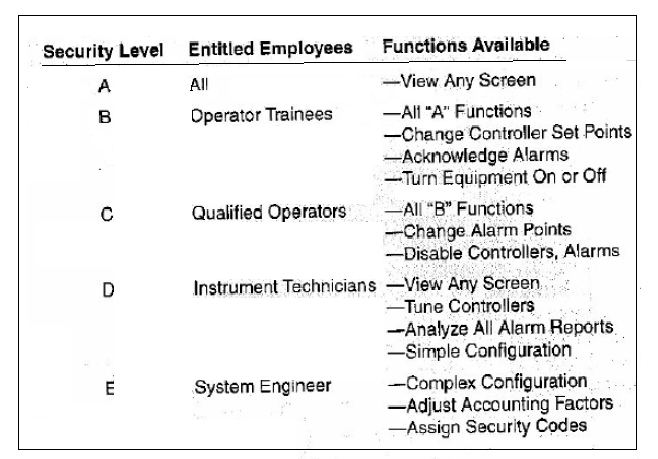 Security Level Entitled Employees Functions Available
A All —View Any Screen
B Operator Trainees —All "A" Functions
—Change Controller Set Points
—Acknowledge Alarms
—Turn Equipment On or Off
C Qualified Operators —All "B" Functions
—Change Alarm Points
—Disable Controllers, Alarms
D Instrument Technicians —View Any Screen
—Tune Controllers
—Analyze All Alarm Reports
—Simple Configuration
E System Engineer —Complex Configuration
—Adjust Accounting Factors
—Assign Security Codes